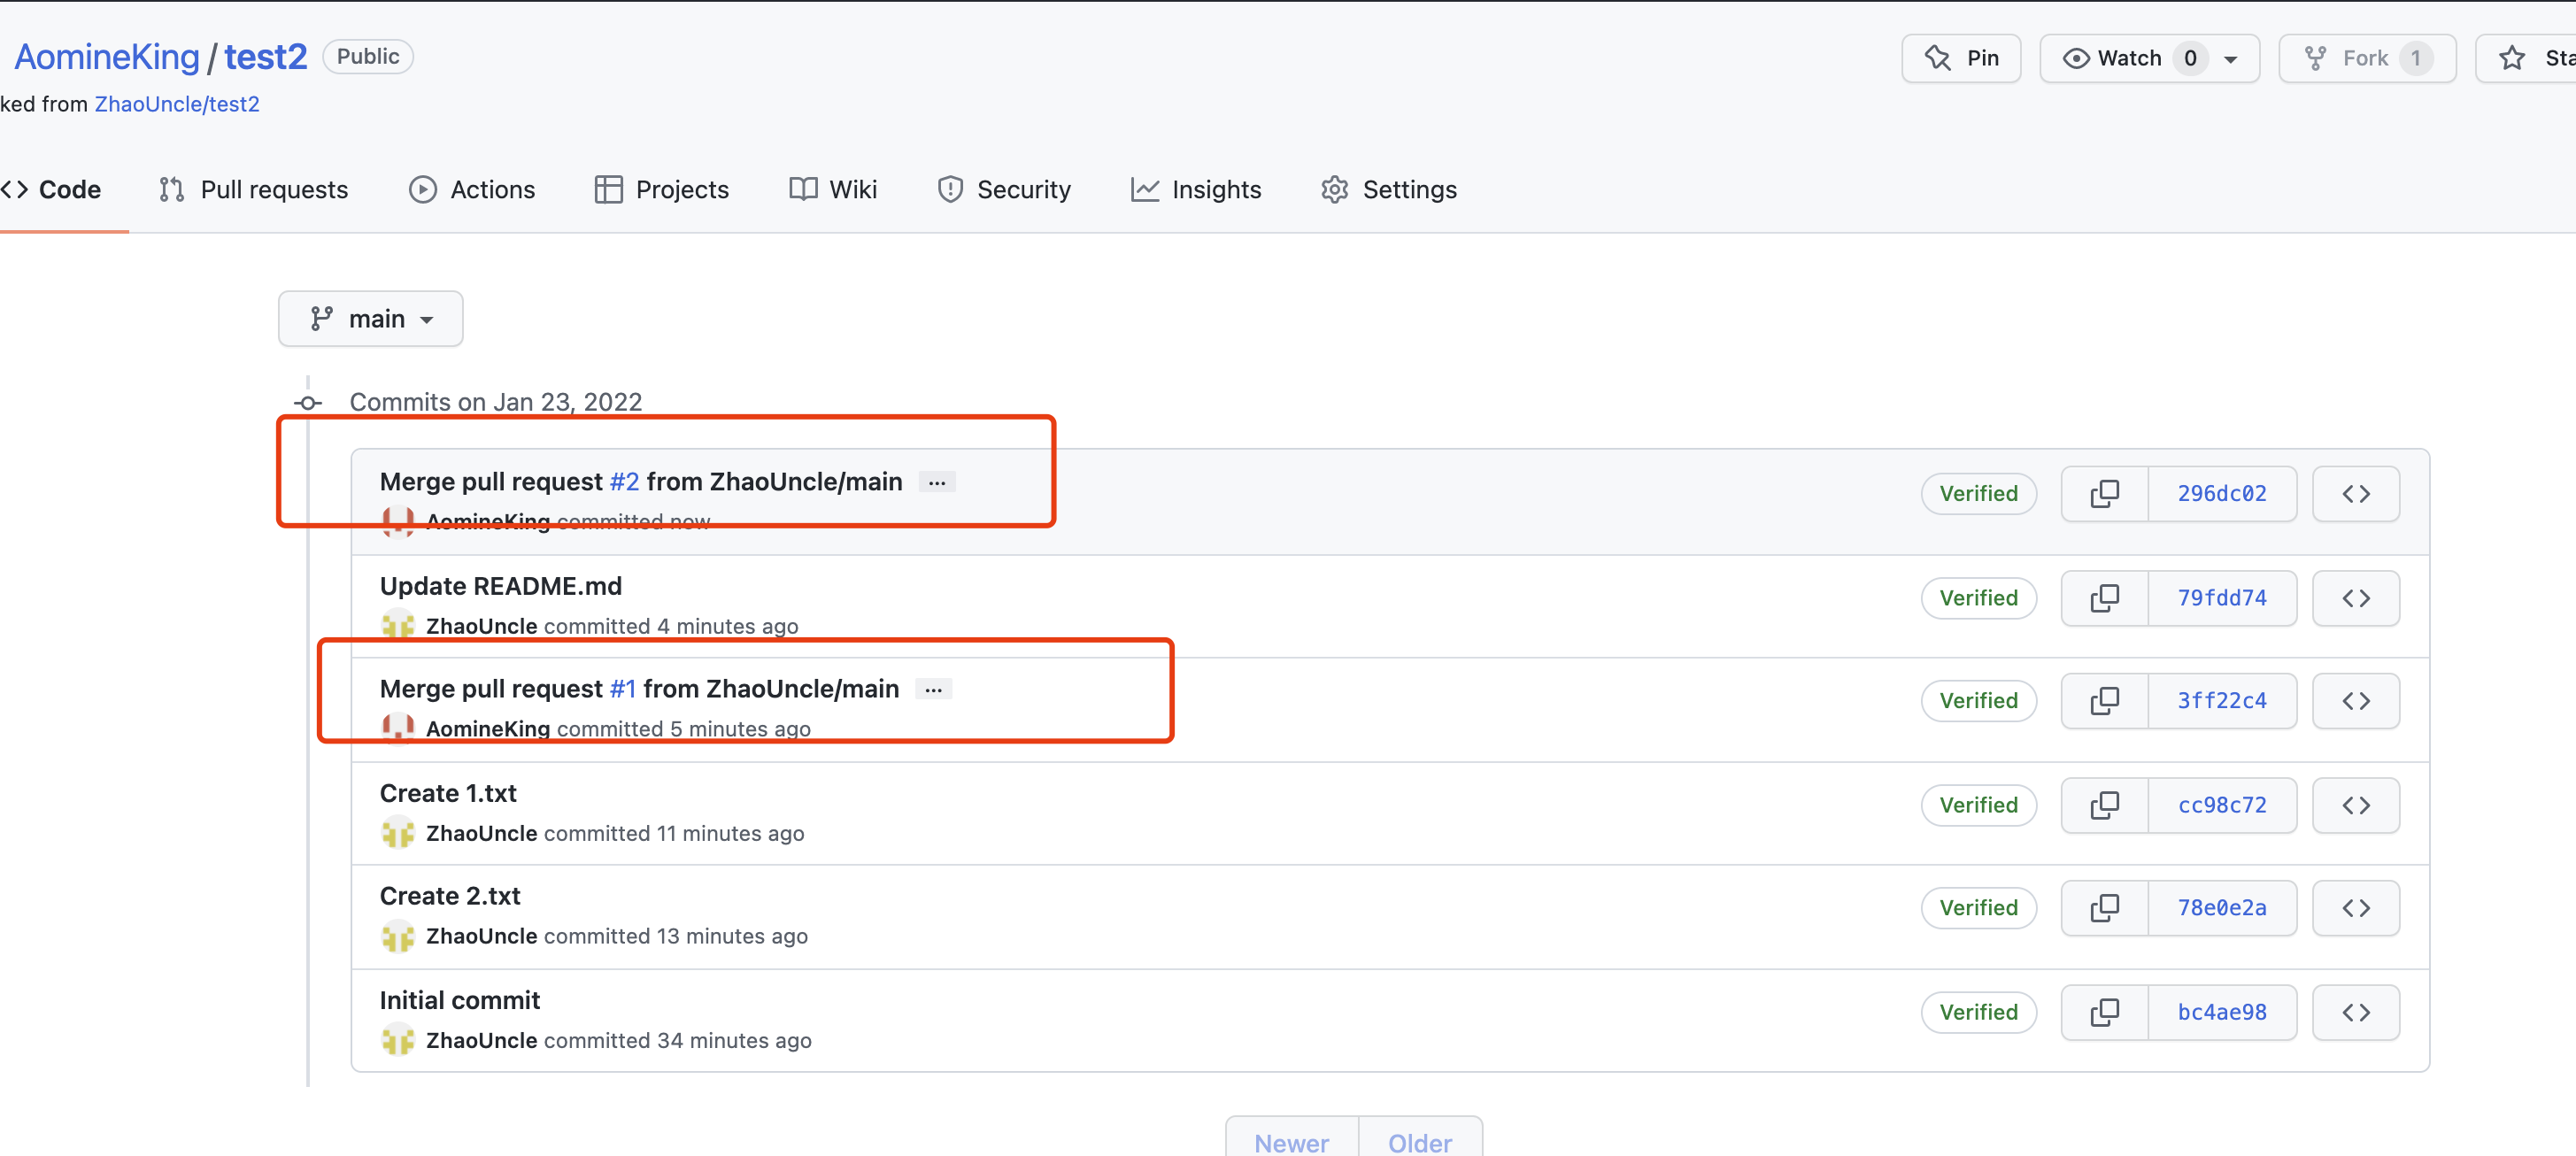 AomineKing / test2 Public
Pin Watch 0 Fork 1
ked from ZhaoUncle/test2
Code Pull requests Actions Projects Wiki Security Insights Settings
main
Commits on Jan 23, 2022
Merge pull request #2 from ZhaoUncle/main ...
AomineKing committed now
Verified 296dc02
Update README.md
ZhaoUncle committed 4 minutes ago
Verified 79fdd74
Merge pull request #1 from ZhaoUncle/main ...
AomineKing committed 5 minutes ago
Verified 3ff22c4
Create 1.txt
ZhaoUncle committed 11 minutes ago
Verified cc98c72
Create 2.txt
ZhaoUncle committed 13 minutes ago
Verified 78e0e2a
Initial commit
ZhaoUncle committed 34 minutes ago
Verified bc4ae98
Newer Older